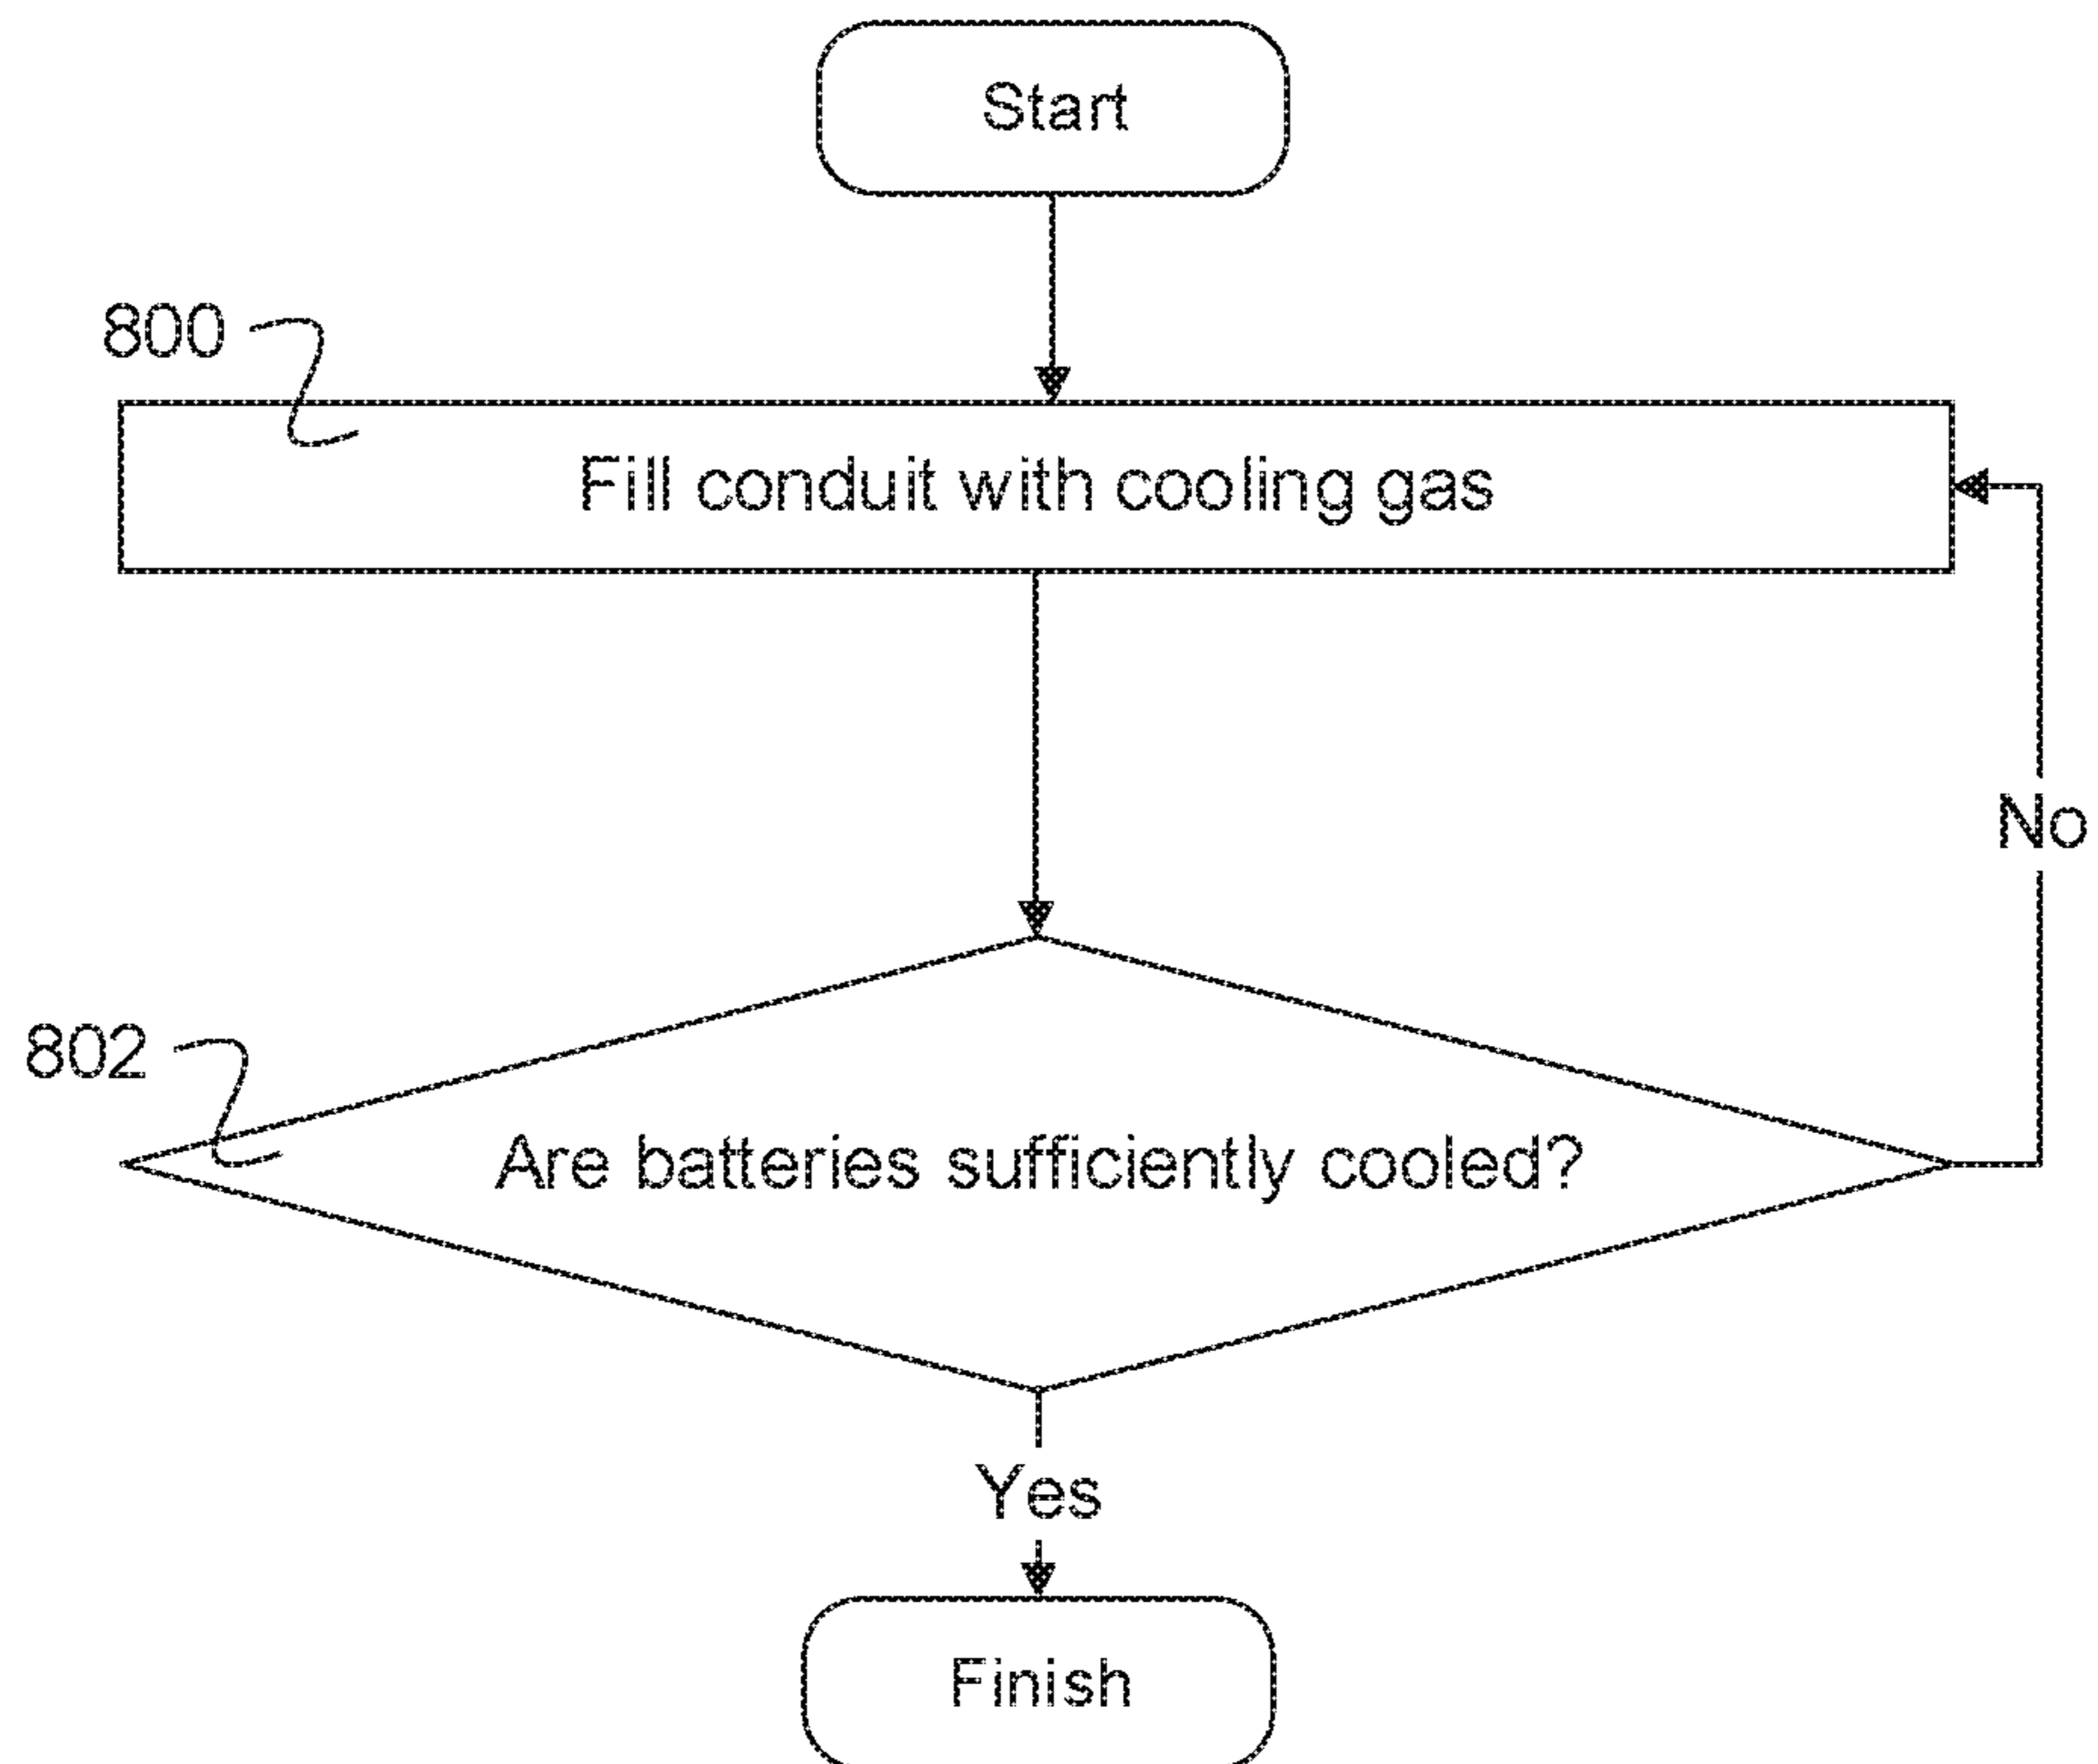 Start
800
Fill conduit with cooling gas
No
802
Are batteries sufficiently cooled?
Yes
Finish